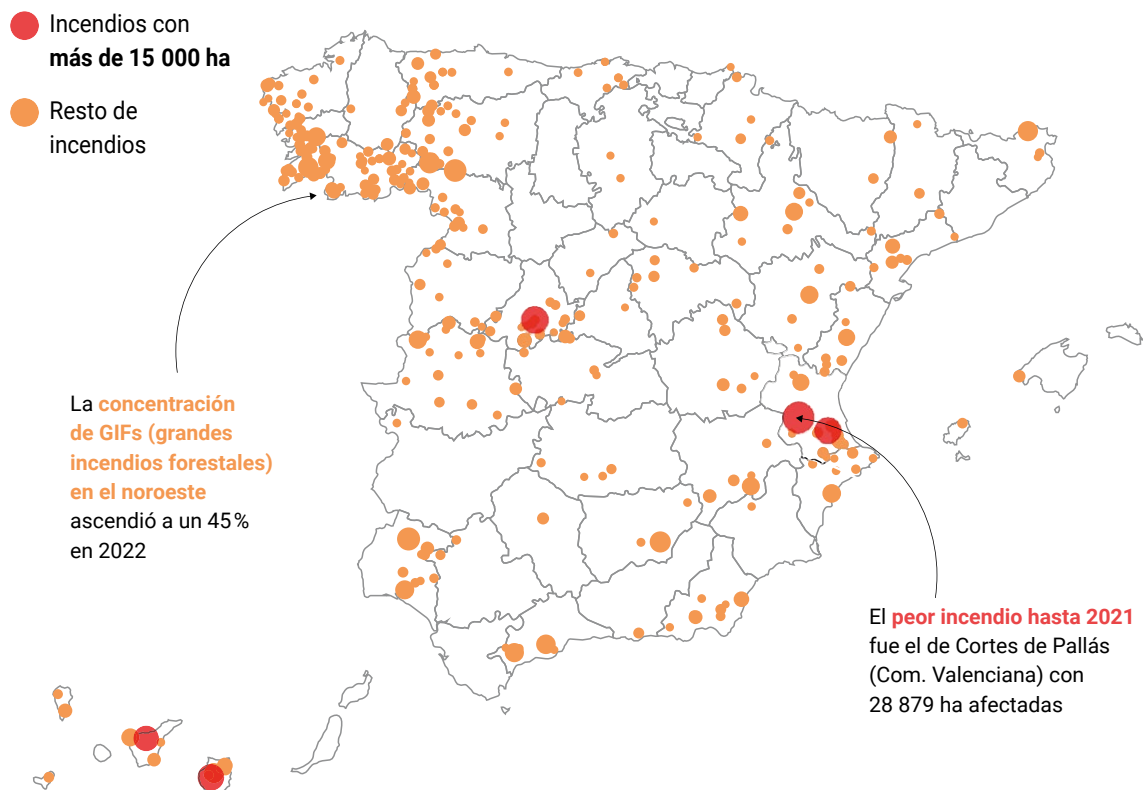 Incendios con
más de 15 000 ha
Resto de
incendios
La concentración
de GIFs (grandes
incendios forestales)
en el noroeste
ascendió a un 45%
en 2022
El peor incendio hasta 2021
fue el de Cortes de Pallás
(Com. Valenciana) con
28 879 ha afectadas